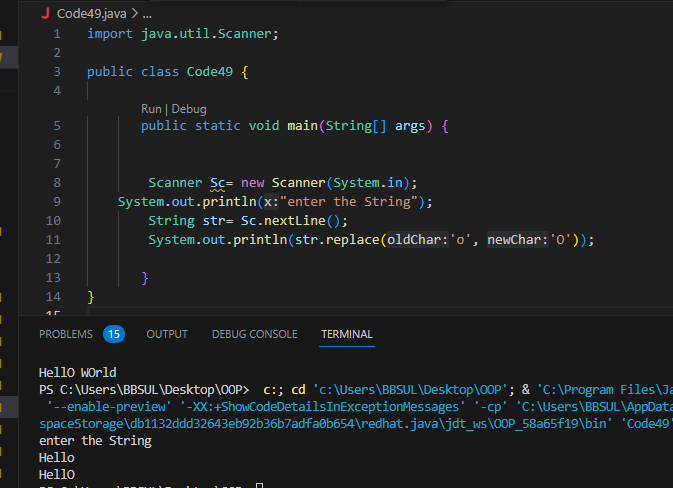 J Code49.java > ...
1 import java.util.Scanner;
2
3 public class Code49 {
4
Run | Debug
5 public static void main(String[] args) {
6
7
8 Scanner Sc= new Scanner(System.in);
9 System.out.println(x:"enter the String");
10 String str= Sc.nextLine();
11 System.out.println(str.replace(oldChar:'o', newChar:'O'));
12
13 }
14 }
15
PROBLEMS 15 OUTPUT DEBUG CONSOLE TERMINAL
HellO WOrld
PS C:\Users\BBSUL\Desktop\OOP> c:; cd 'c:\Users\BBSUL\Desktop\OOP'; & 'C:\Program Files\Ja
'--enable-preview' '-XX:+ShowCodeDetailsInExceptionMessages' '-cp' 'C:\Users\BBSUL\AppData
spaceStorage\db1132ddd32643eb92b36b7adfa0b654\redhat.java\jdt_ws\OOP_58a65f19\bin' 'Code49'
enter the String
Hello
HellO